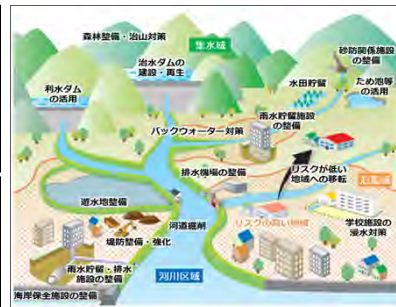 森林整備・治山対策
集水域
砂防関係施設
の整備
治水ダムの
建設・再生
水田貯留
ため池等
の活用
利水ダム
の活用
雨水貯留施設
の整備
バックウォーター対策
排水機場の整備
リスクが低い
地域への移転
氾濫域
遊水地整備
リスクの高い地域
河道掘削
学校施設の
浸水対策
堤防整備・強化
雨水貯留・排水
施設の整備
河川区域
海岸保全施設の整備